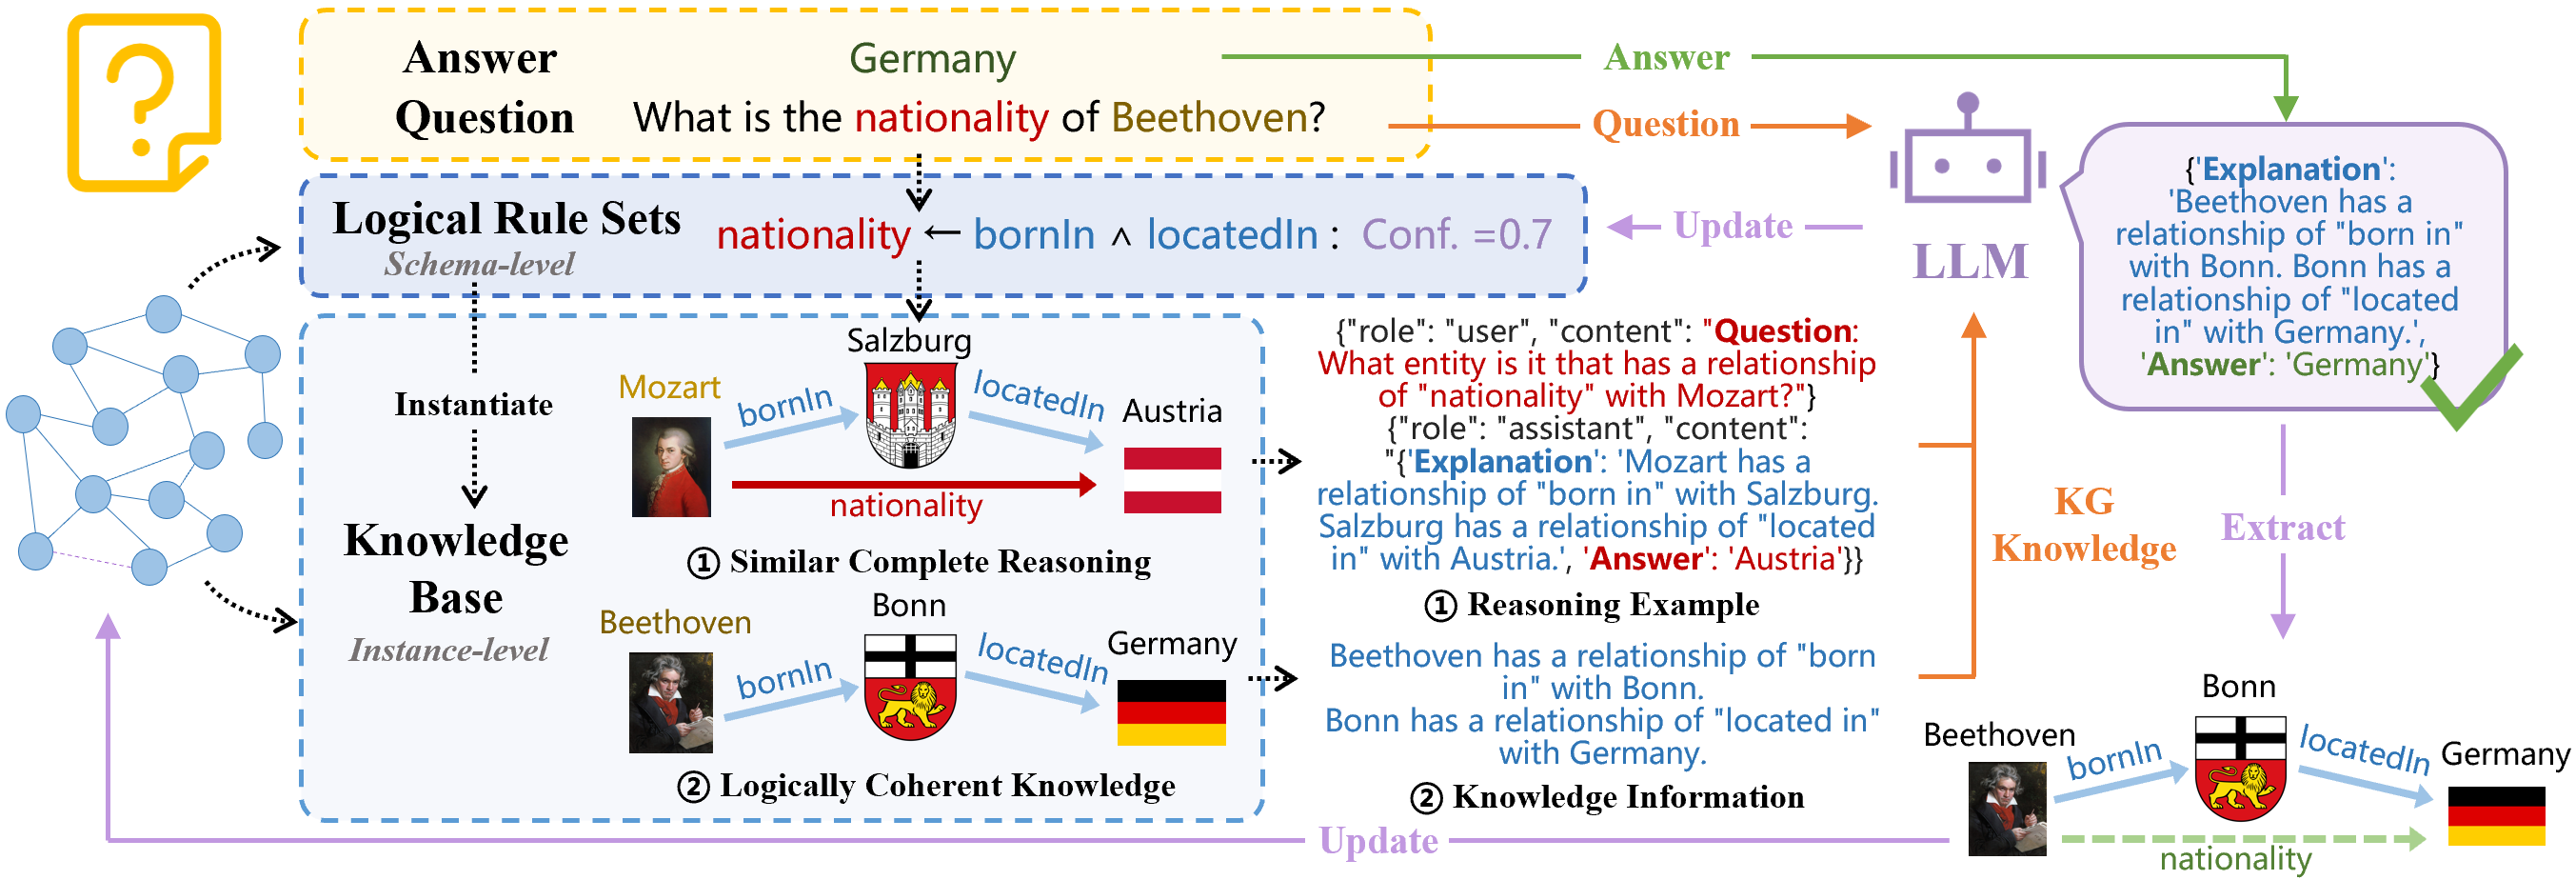 Answer Germany
Question What is the nationality of Beethoven?
Answer
Question
Logical Rule Sets
Schema-level
nationality ← bornIn ∧ locatedIn : Conf. =0.7
Update
LLM
{'Explanation':
'Beethoven has a
relationship of "born in"
with Bonn. Bonn has a
relationship of "located
in" with Germany.',
'Answer': 'Germany'}
Instantiate
Knowledge
Base
Instance-level
Mozart
bornIn
Salzburg
locatedIn
Austria
nationality
① Similar Complete Reasoning
Beethoven
bornIn
Bonn
locatedIn
Germany
② Logically Coherent Knowledge
{"role": "user", "content": "Question:
What entity is it that has a relationship
of "nationality" with Mozart?"}
{"role": "assistant", "content":
"{'Explanation': 'Mozart has a
relationship of "born in" with Salzburg.
Salzburg has a relationship of "located
in" with Austria.', 'Answer': 'Austria'}}
① Reasoning Example
Beethoven has a relationship of "born
in" with Bonn.
Bonn has a relationship of "located in"
with Germany.
② Knowledge Information
KG
Knowledge
Extract
Beethoven
bornIn
Bonn
locatedIn
Germany
nationality
Update